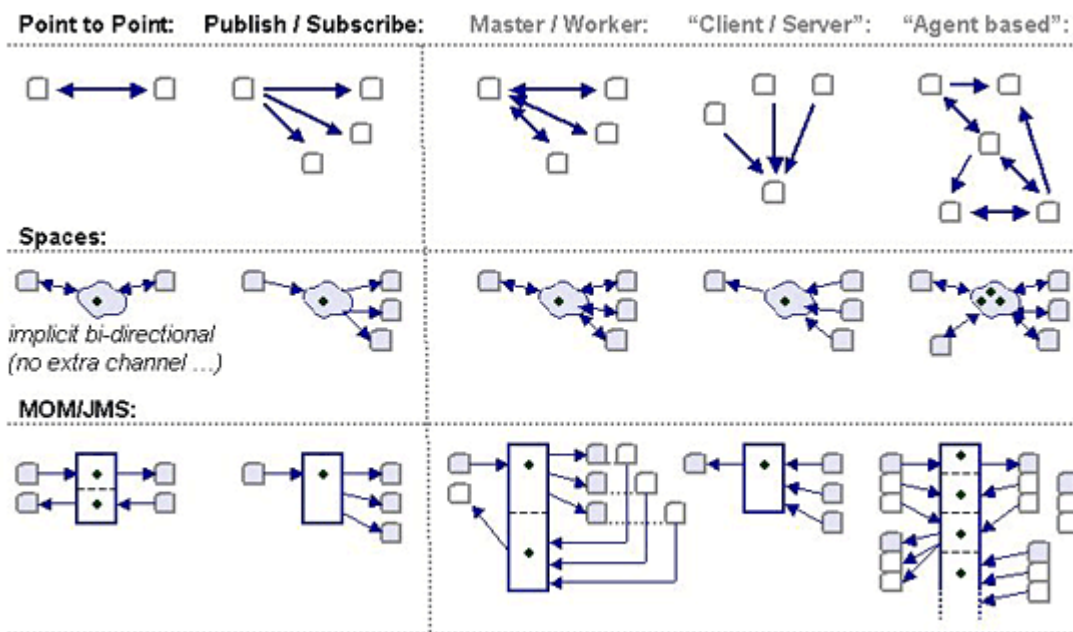 Point to Point: Publish / Subscribe: Master / Worker: “Client / Server”: “Agent based”:
Spaces:
implicit bi-directional
(no extra channel …)
MOM/JMS: